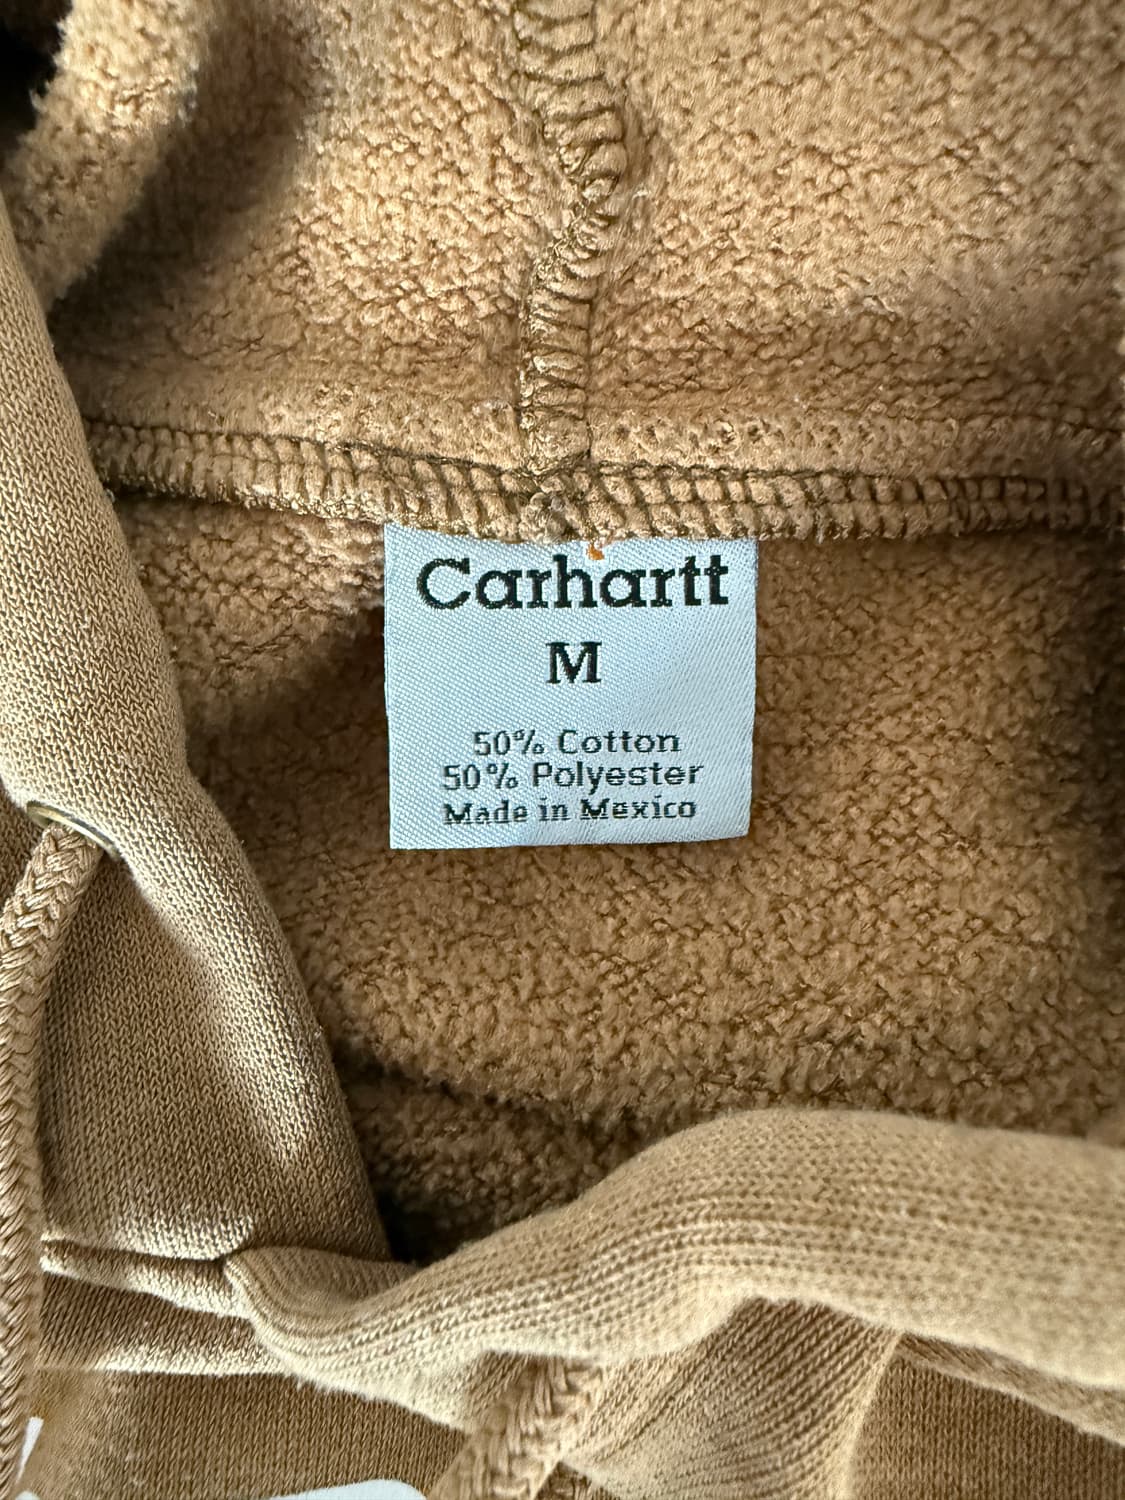 Carhartt
M
50% Cotton
50% Polyester
Made in Mexico